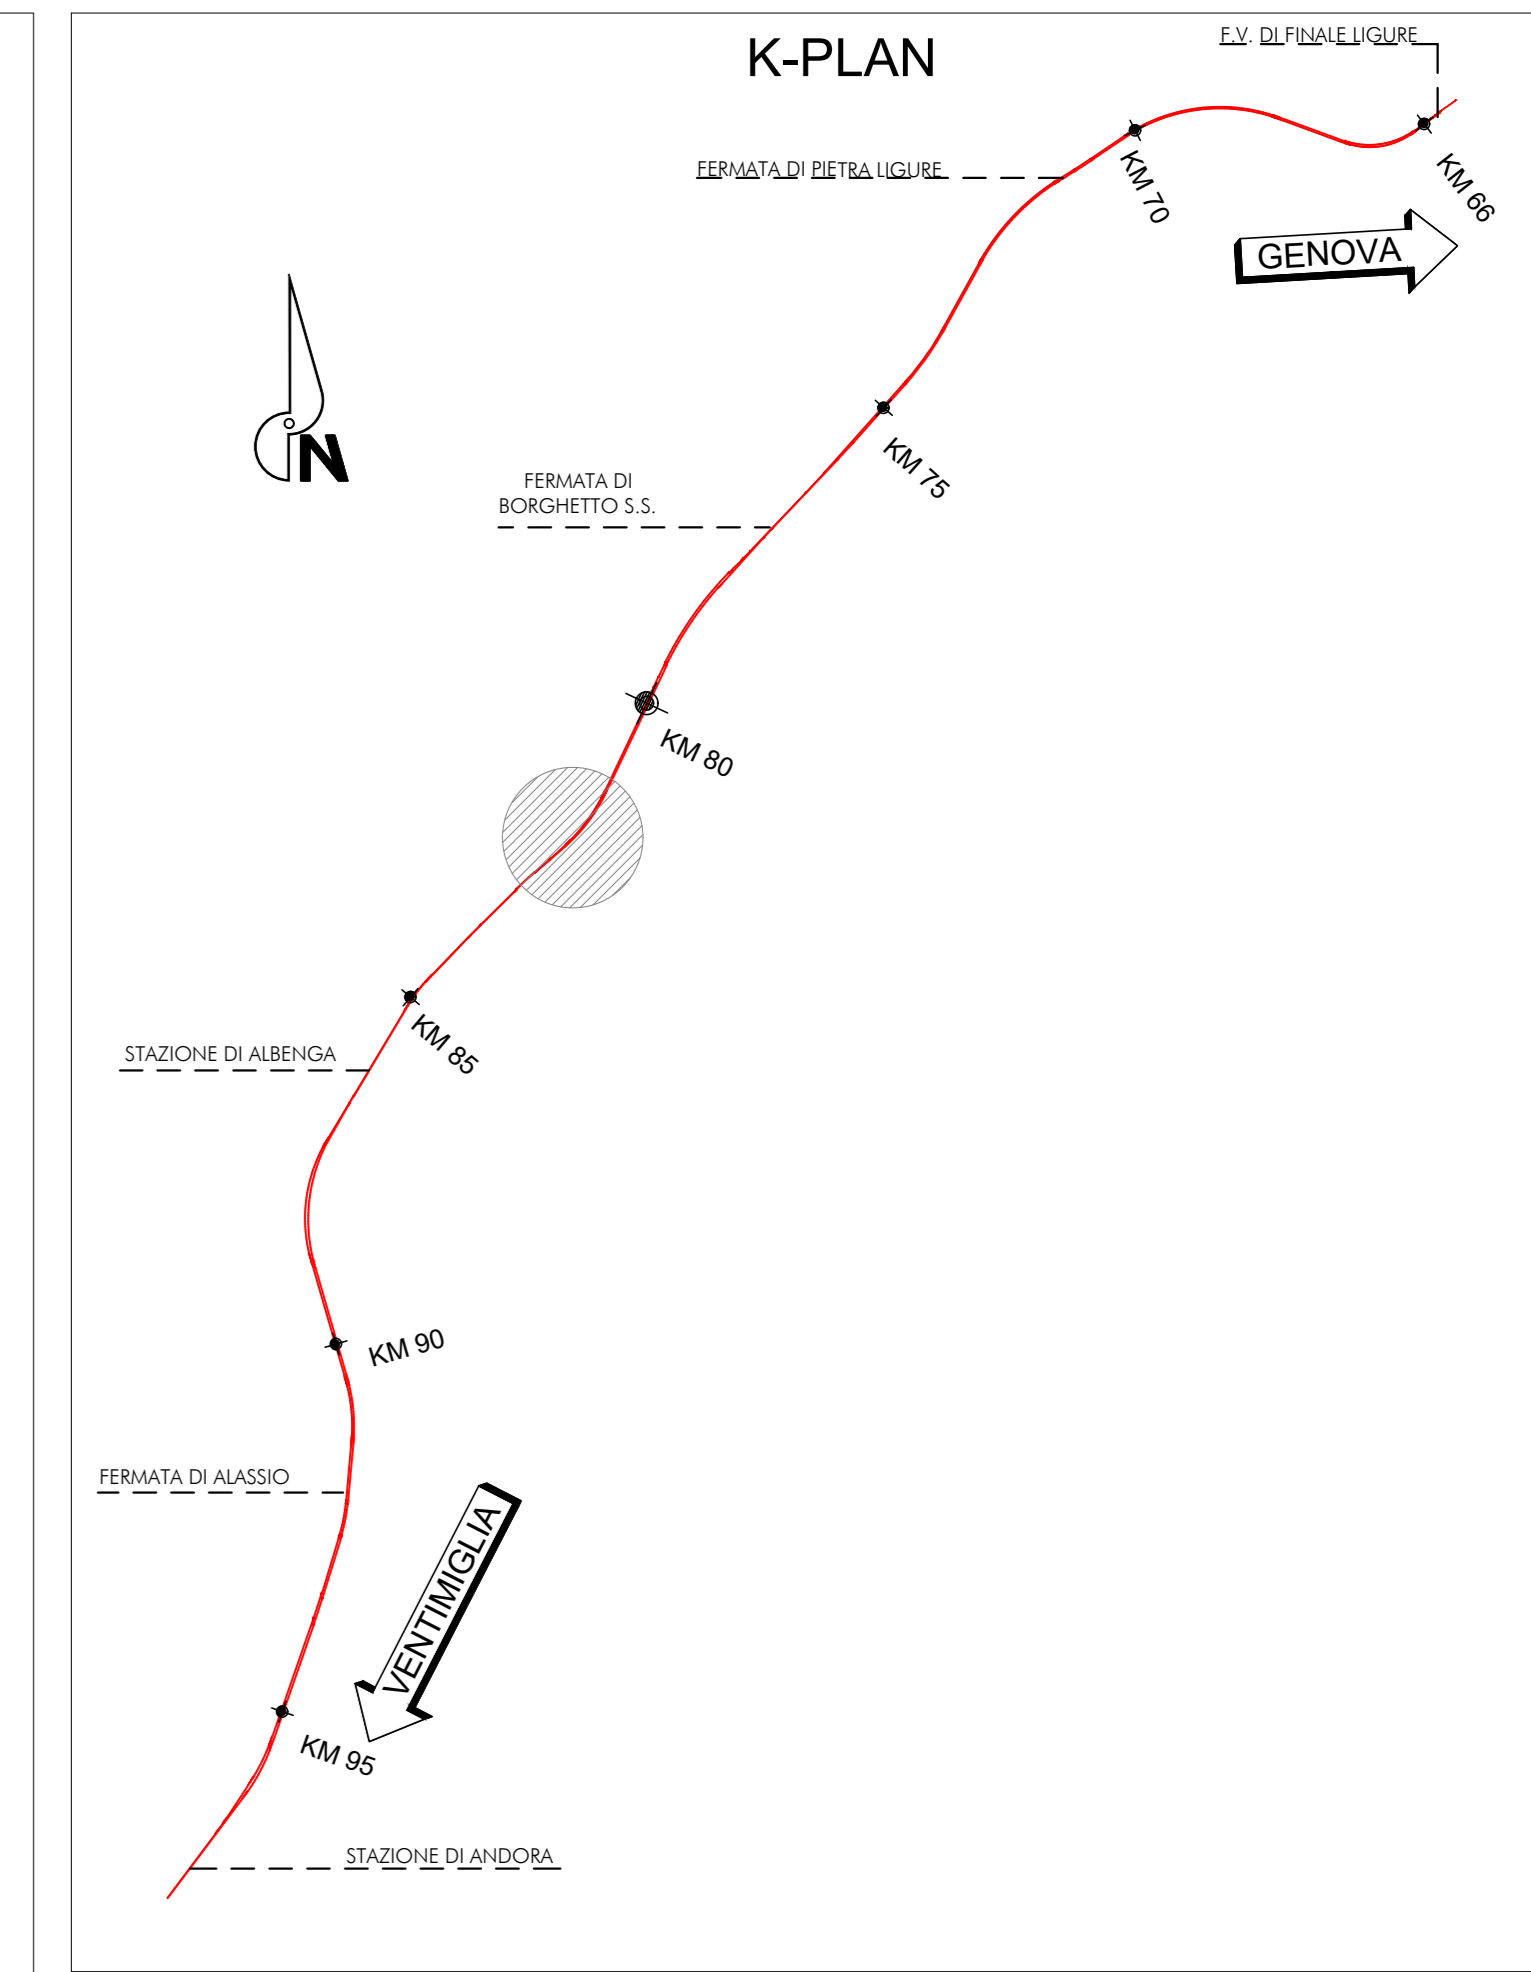 K-PLAN
F.V. DI FINALE LIGURE
FERMATA DI PIETRA LIGURE
KM 70
KM 66
GENOVA
N
KM 75
FERMATA DI
BORGHETTO S.S.
KM 80
STAZIONE DI ALBENGA
KM 85
KM 90
FERMATA DI ALASSIO
VENTIMIGLIA
KM 95
STAZIONE DI ANDORA